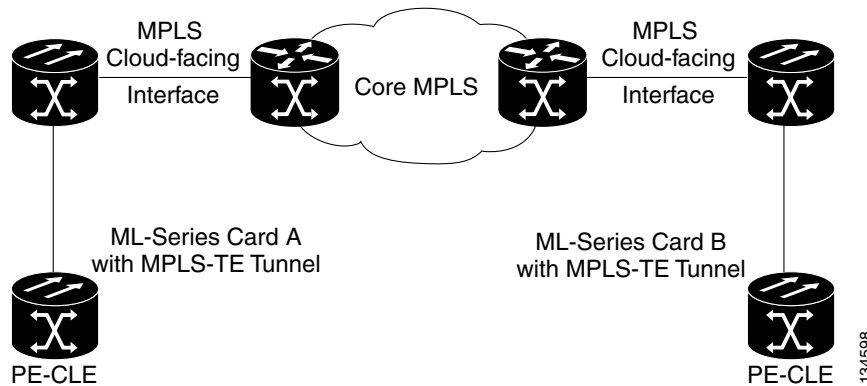 MPLS
Cloud-facing
Interface
Core MPLS
MPLS
Cloud-facing
Interface
ML-Series Card A
with MPLS-TE Tunnel
ML-Series Card B
with MPLS-TE Tunnel
PE-CLE
PE-CLE
134598